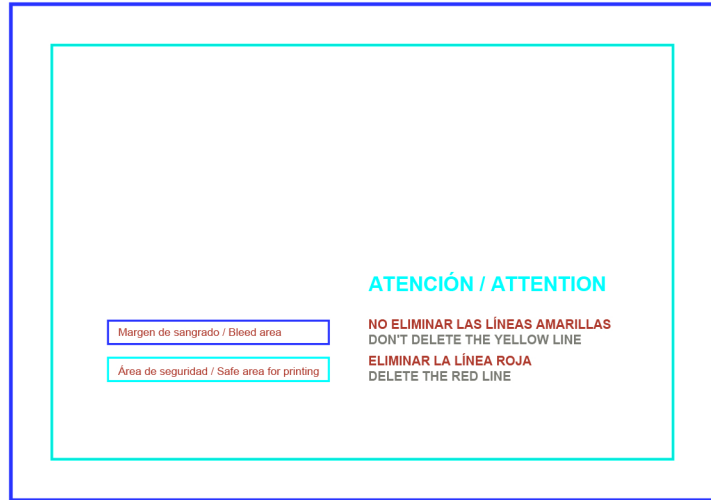 ATENCIÓN / ATTENTION
Margen de sangrado / Bleed area
Área de seguridad / Safe area for printing
NO ELIMINAR LAS LÍNEAS AMARILLAS
DON'T DELETE THE YELLOW LINE
ELIMINAR LA LÍNEA ROJA
DELETE THE RED LINE